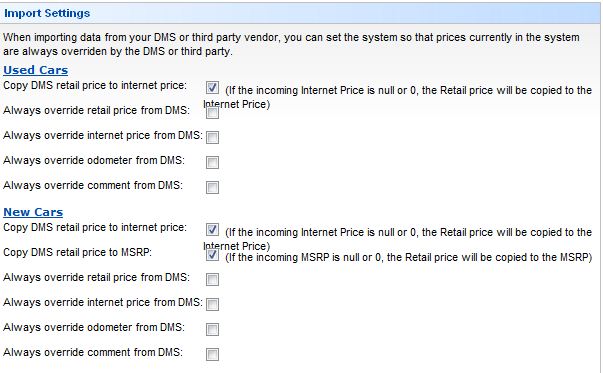 Import Settings
When importing data from your DMS or third party vendor, you can set the system so that prices currently in the system
are always overriden by the DMS or third party.
Used Cars
Copy DMS retail price to internet price: (If the incoming Internet Price is null or 0, the Retail price will be copied to the
Internet Price)
Always override retail price from DMS:
Always override internet price from DMS:
Always override odometer from DMS:
Always override comment from DMS:
New Cars
Copy DMS retail price to internet price: (If the incoming Internet Price is null or 0, the Retail price will be copied to the
Internet Price)
Copy DMS retail price to MSRP: (If the incoming MSRP is null or 0, the Retail price will be copied to the MSRP)
Always override retail price from DMS:
Always override internet price from DMS:
Always override odometer from DMS:
Always override comment from DMS: